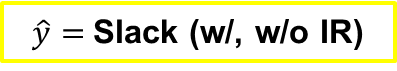 ŷ = Slack (w/, w/o IR)